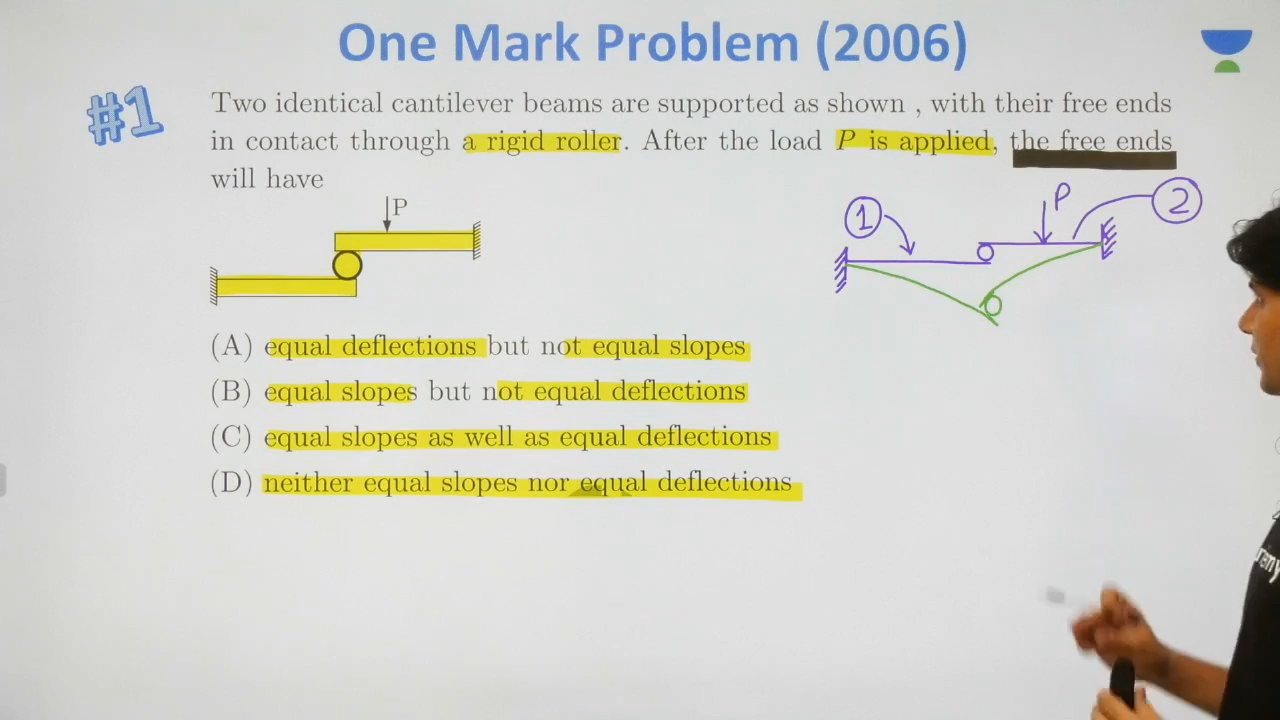 One Mark Problem (2006)
#1
Two identical cantilever beams are supported as shown , with their free ends
in contact through a rigid roller. After the load P is applied, the free ends
will have
P
(A) equal deflections but not equal slopes
(B) equal slopes but not equal deflections
(C) equal slopes as well as equal deflections
(D) neither equal slopes nor equal deflections
1
P
2